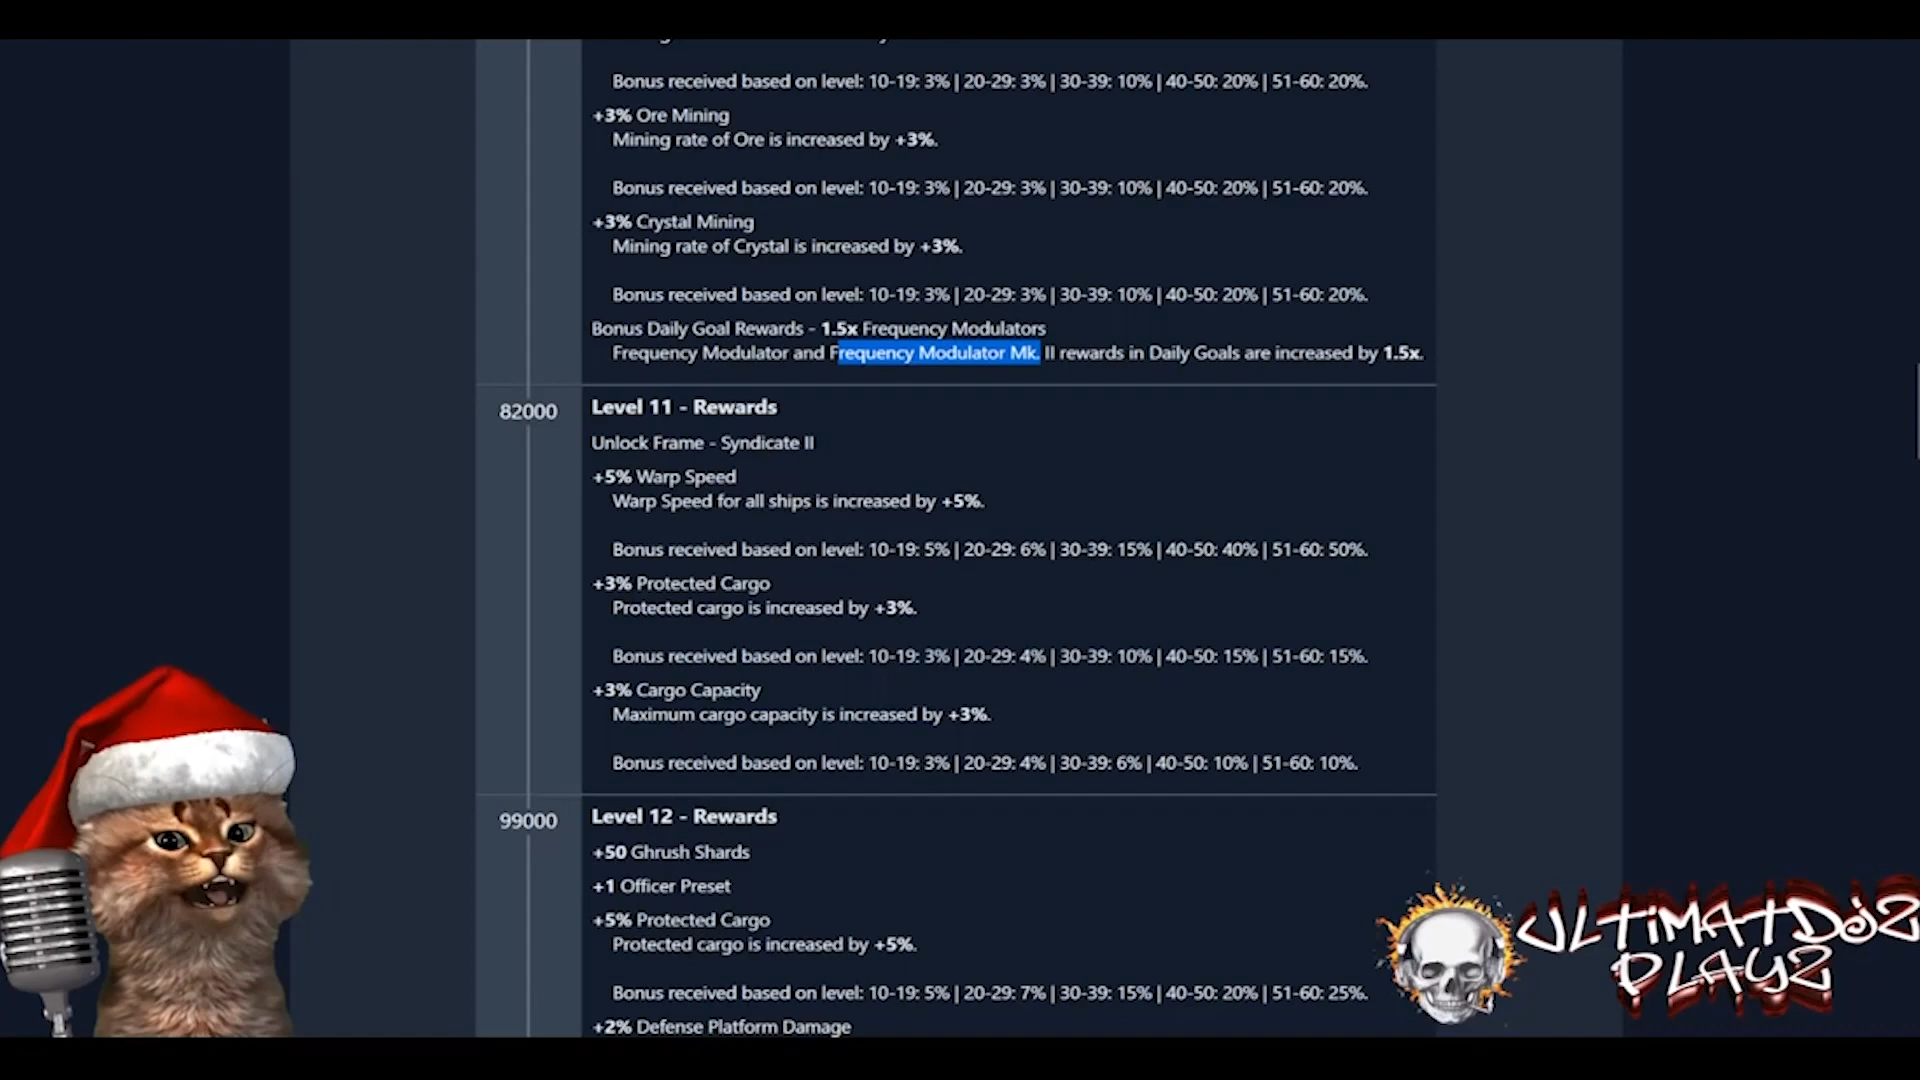 Bonus received based on level: 10-19: 3% | 20-29: 3% | 30-39: 10% | 40-50: 20% | 51-60: 20%.
+3% Ore Mining
Mining rate of Ore is increased by +3%.
Bonus received based on level: 10-19: 3% | 20-29: 3% | 30-39: 10% | 40-50: 20% | 51-60: 20%.
+3% Crystal Mining
Mining rate of Crystal is increased by +3%.
Bonus received based on level: 10-19: 3% | 20-29: 3% | 30-39: 10% | 40-50: 20% | 51-60: 20%.
Bonus Daily Goal Rewards - 1.5x Frequency Modulators
Frequency Modulator and Frequency Modulator Mk. II rewards in Daily Goals are increased by 1.5x.
82000
Level 11 - Rewards
Unlock Frame - Syndicate II
+5% Warp Speed
Warp Speed for all ships is increased by +5%.
Bonus received based on level: 10-19: 5% | 20-29: 6% | 30-39: 15% | 40-50: 40% | 51-60: 50%.
+3% Protected Cargo
Protected cargo is increased by +3%.
Bonus received based on level: 10-19: 3% | 20-29: 4% | 30-39: 10% | 40-50: 15% | 51-60: 15%.
+3% Cargo Capacity
Maximum cargo capacity is increased by +3%.
Bonus received based on level: 10-19: 3% | 20-29: 4% | 30-39: 6% | 40-50: 10% | 51-60: 10%.
99000
Level 12 - Rewards
+50 Ghrush Shards
+1 Officer Preset
+5% Protected Cargo
Protected cargo is increased by +5%.
Bonus received based on level: 10-19: 5% | 20-29: 7% | 30-39: 15% | 40-50: 20% | 51-60: 25%.
+2% Defense Platform Damage
ULTIMATDJZ
PLAYZ